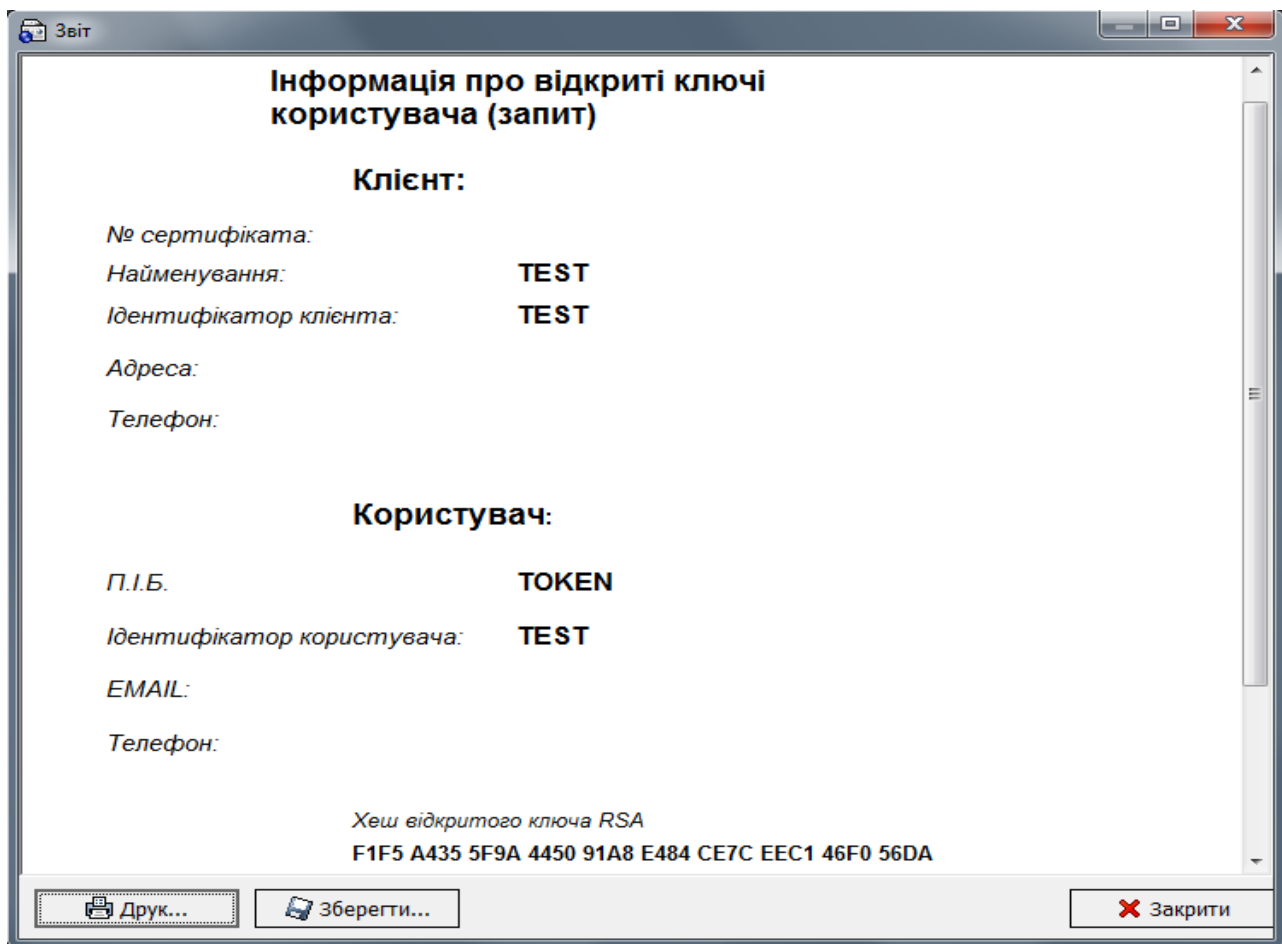 Звіт
Інформація про відкриті ключі
користувача (запит)
Клієнт:
№ сертифіката:
Найменування: TEST
Ідентифікатор клієнта: TEST
Адреса:
Телефон:
Користувач:
П.І.Б. TOKEN
Ідентифікатор користувача: TEST
EMAIL:
Телефон:
Хеш відкритого ключа RSA
F1F5 A435 5F9A 4450 91A8 E484 CE7C EEC1 46F0 56DA
Друк... Зберегти... Закрити